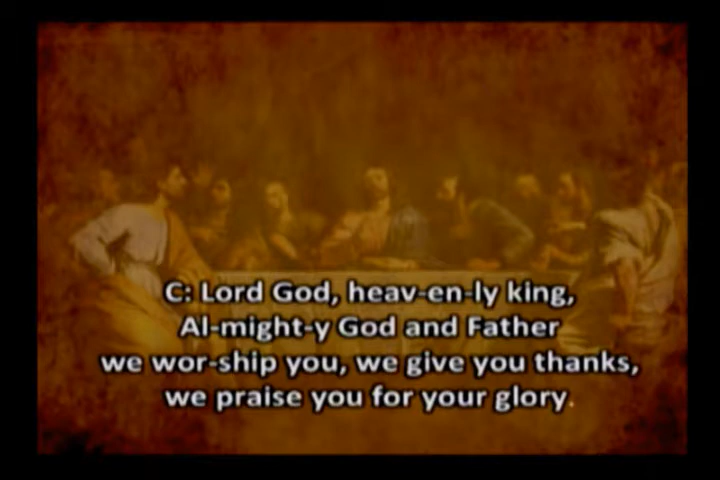 C: Lord God, heav-en-ly king,
Al-might-y God and Father
we wor-ship you, we give you thanks,
we praise you for your glory.